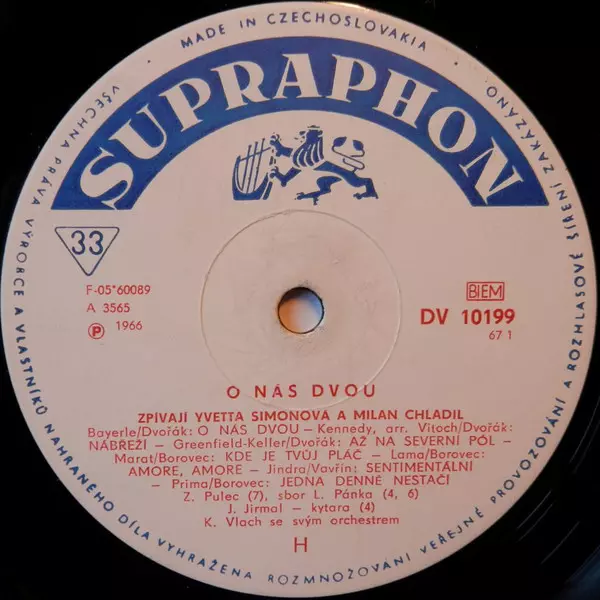 MADE IN CZECHOSLOVAKIA
SUPRAPHON
33
F-05*60089
A 3565
P 1966
BIEM
DV 10199
67 1
O NÁS DVOU
ZPÍVAJÍ YVETTA SIMONOVA A MILAN CHLADIL
Bayerle/Dvořák: O NÁS DVOU – Kennedy, arr. Vitoch/Dvořák:
NÁBŘEŽÍ – Greenfield-Keller/Dvořák: AŽ NA SEVERNÍ PÓL –
Marat/Borovec: KDE JE TVŮJ PLÁČ – Lama/Borovec:
AMORE, AMORE – Jindra/Vavřín: SENTIMENTÁLNÍ
– Prima/Borovec: JEDNA DENNĚ NESTAČÍ
Z. Pulec (7), sbor L. Pánka (4, 6)
J. Jirmal – kytara (4)
K. Vlach se svým orchestrem
H
VŠECHNA PRÁVA VÝROBCE A VLASTNÍKŮ NAHRANÉHO DÍLA VYHRAŽENA ROZMNOŽOVÁNÍ VEŘEJNÉ PROVOZOVÁNÍ A ROZHLASOVÉ ŠÍŘENÍ ZAKÁZÁNO